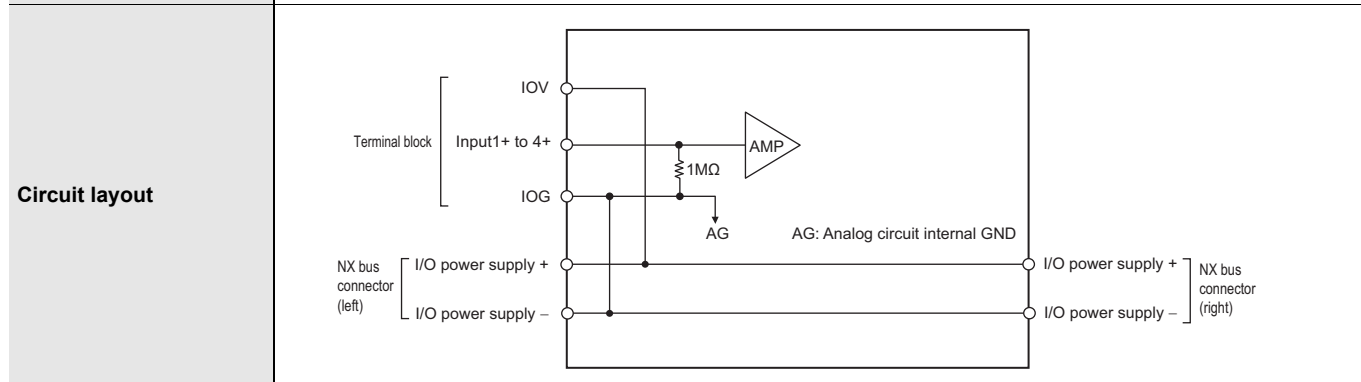 Circuit layout
IOV
Terminal block
Input1+ to 4+
AMP
1MΩ
IOG
AG
AG: Analog circuit internal GND
NX bus
connector
(left)
I/O power supply +
I/O power supply –
I/O power supply +
I/O power supply –
NX bus
connector
(right)